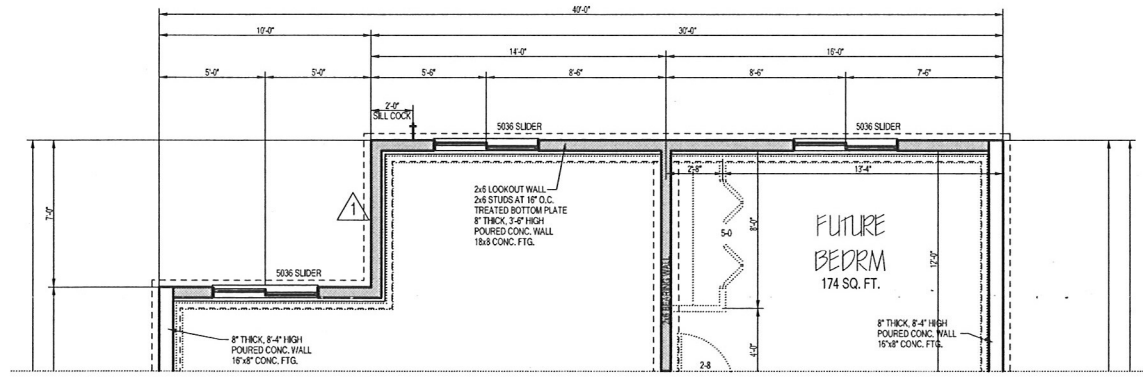 40'-0"
10'-0"
30'-0"
14'-0"
16'-0"
5'-0"
5'-0"
5'-6"
8'-6"
8'-6"
7'-6"
2'-0"
SILL COCK
5036 SLIDER
5036 SLIDER
2'-8"
13'-4"
2x6 LOOKOUT WALL
2x6 STUDS AT 16" O.C.
TREATED BOTTOM PLATE
8" THICK, 3'-6" HIGH
POURED CONC. WALL
18x8 CONC. FTG.
7'-0"
1
8'-0"
5-0
FUTURE
BEDRM
174 SQ. FT.
12'-0"
5036 SLIDER
2x6 BEARING WALL
8" THICK, 8'-4" HIGH
POURED CONC. WALL
16"x8" CONC. FTG.
8" THICK, 8'-4" HIGH
POURED CONC. WALL
16"x8" CONC. FTG.
4'-0"
2-8